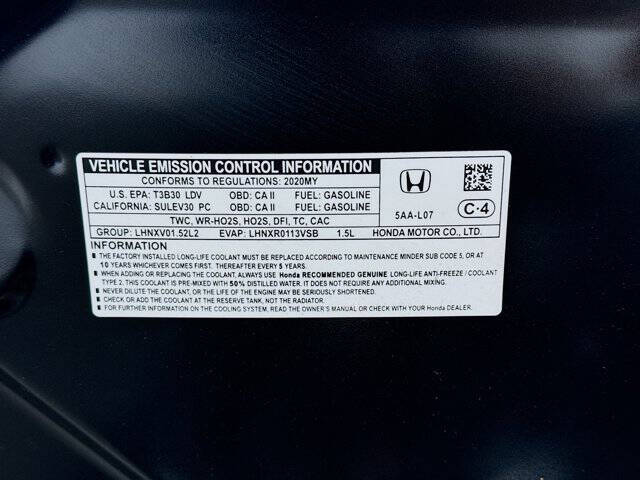 VEHICLE EMISSION CONTROL INFORMATION
CONFORMS TO REGULATIONS: 2020MY
U.S. EPA: T3B30 LDV OBD: CA II FUEL: GASOLINE
CALIFORNIA: SULEV30 PC OBD: CA II FUEL: GASOLINE
TWC, WR-HO2S, HO2S, DFI, TC, CAC
GROUP: LHNXV01.52L2 EVAP: LHNXR0113VSB 1.5L HONDA MOTOR CO., LTD.
5AA-L07 C·4
INFORMATION
■ THE FACTORY INSTALLED LONG-LIFE COOLANT MUST BE REPLACED ACCORDING TO MAINTENANCE MINDER SUB CODE 5, OR AT
10 YEARS WHICHEVER COMES FIRST. THEREAFTER EVERY 5 YEARS.
■ WHEN ADDING OR REPLACING THE COOLANT, ALWAYS USE Honda RECOMMENDED GENUINE LONG-LIFE ANTI-FREEZE / COOLANT
TYPE 2. THIS COOLANT IS PRE-MIXED WITH 50% DISTILLED WATER. IT DOES NOT REQUIRE ANY ADDITIONAL MIXING.
■ NEVER DILUTE THE COOLANT, OR THE LIFE OF THE ENGINE MAY BE SERIOUSLY SHORTENED.
■ CHECK OR ADD COOLANT AT THE RESERVE TANK, NOT THE RADIATOR.
■ FOR FURTHER INFORMATION ON THE COOLING SYSTEM, READ THE OWNER'S MANUAL OR CHECK WITH YOUR Honda DEALER.